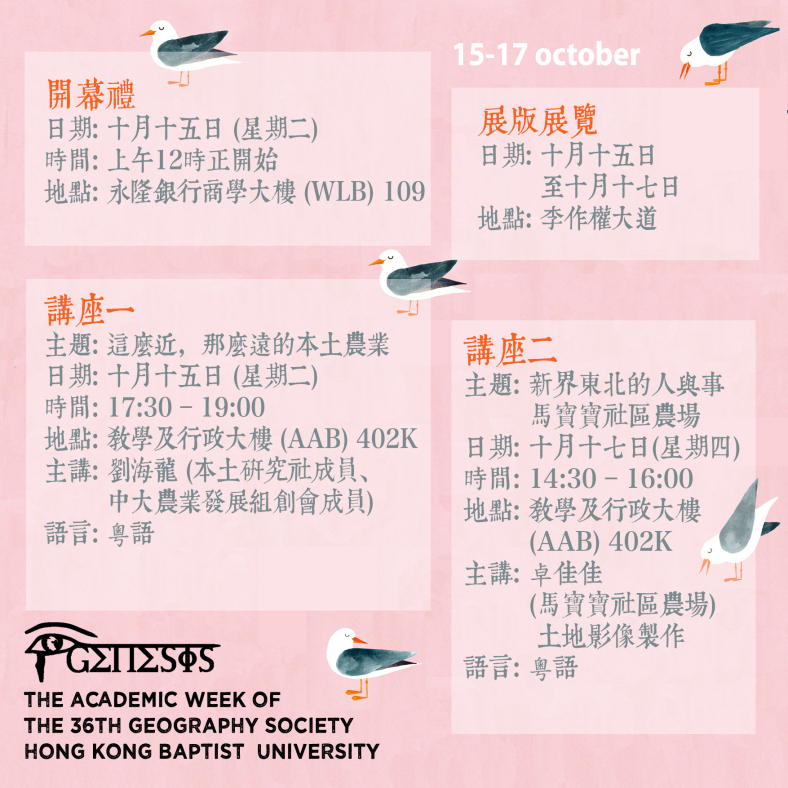 15-17 october
開幕禮
日期: 十月十五日 (星期二)
時間: 上午12時正開始
地點: 永隆銀行商學大樓 (WLB) 109
展版展覽
日期: 十月十五日
至十月十七日
地點: 李作權大道
講座一
主題: 這麼近，那麼遠的本土農業
日期: 十月十五日 (星期二)
時間: 17:30 – 19:00
地點: 教學及行政大樓 (AAB) 402K
主講: 劉海龍 (本土研究社成員、
中大農業發展組創會成員)
語言: 粵語
講座二
主題: 新界東北的人與事
馬寶寶社區農場
日期: 十月十七日(星期四)
時間: 14:30 – 16:00
地點: 教學及行政大樓
(AAB) 402K
主講: 卓佳佳
(馬寶寶社區農場)
土地影像製作
語言: 粵語
GENESIS
THE ACADEMIC WEEK OF
THE 36TH GEOGRAPHY SOCIETY
HONG KONG BAPTIST UNIVERSITY